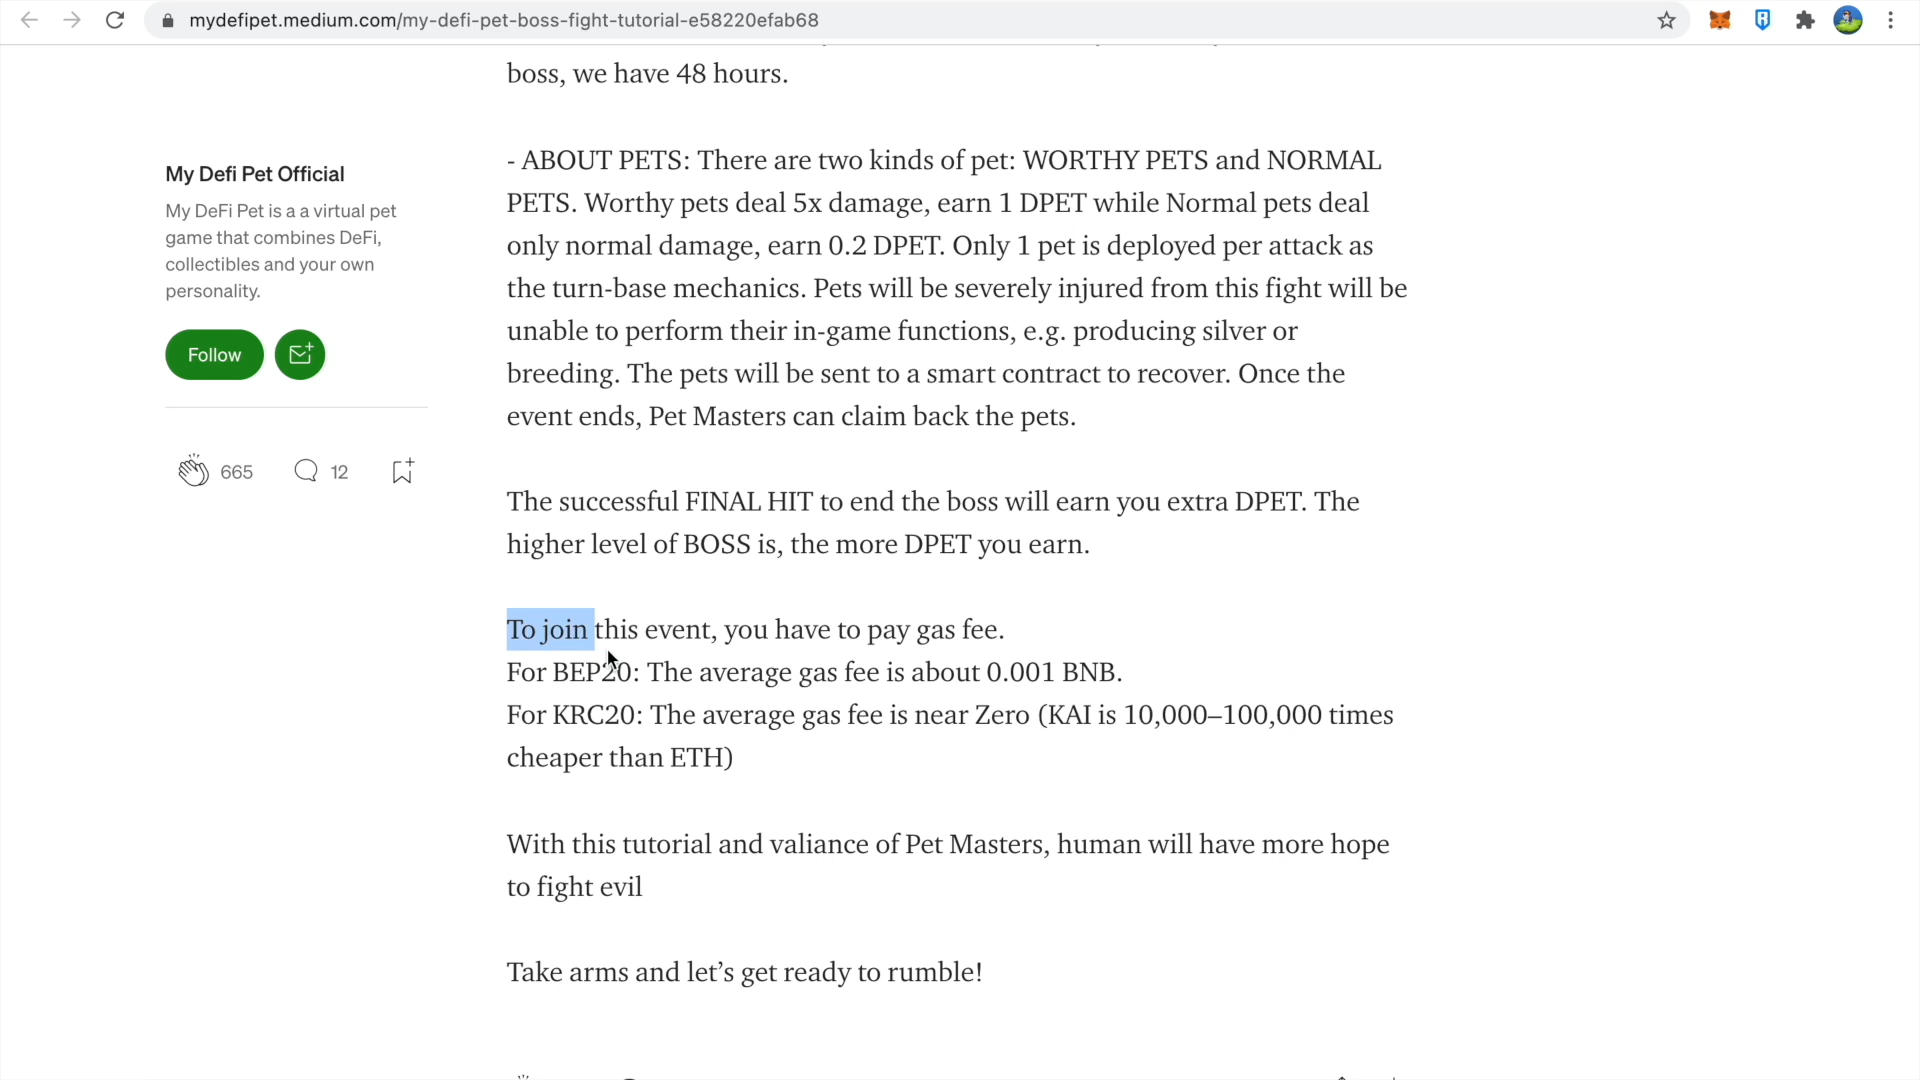 mydefipet.medium.com/my-defi-pet-boss-fight-tutorial-e58220efab68
boss, we have 48 hours.
My Defi Pet Official
My DeFi Pet is a a virtual pet
game that combines DeFi,
collectibles and your own
personality.
Follow
665
12
- ABOUT PETS: There are two kinds of pet: WORTHY PETS and NORMAL
PETS. Worthy pets deal 5x damage, earn 1 DPET while Normal pets deal
only normal damage, earn 0.2 DPET. Only 1 pet is deployed per attack as
the turn-base mechanics. Pets will be severely injured from this fight will be
unable to perform their in-game functions, e.g. producing silver or
breeding. The pets will be sent to a smart contract to recover. Once the
event ends, Pet Masters can claim back the pets.
The successful FINAL HIT to end the boss will earn you extra DPET. The
higher level of BOSS is, the more DPET you earn.
To join this event, you have to pay gas fee.
For BEP20: The average gas fee is about 0.001 BNB.
For KRC20: The average gas fee is near Zero (KAI is 10,000–100,000 times
cheaper than ETH)
With this tutorial and valiance of Pet Masters, human will have more hope
to fight evil
Take arms and let’s get ready to rumble!